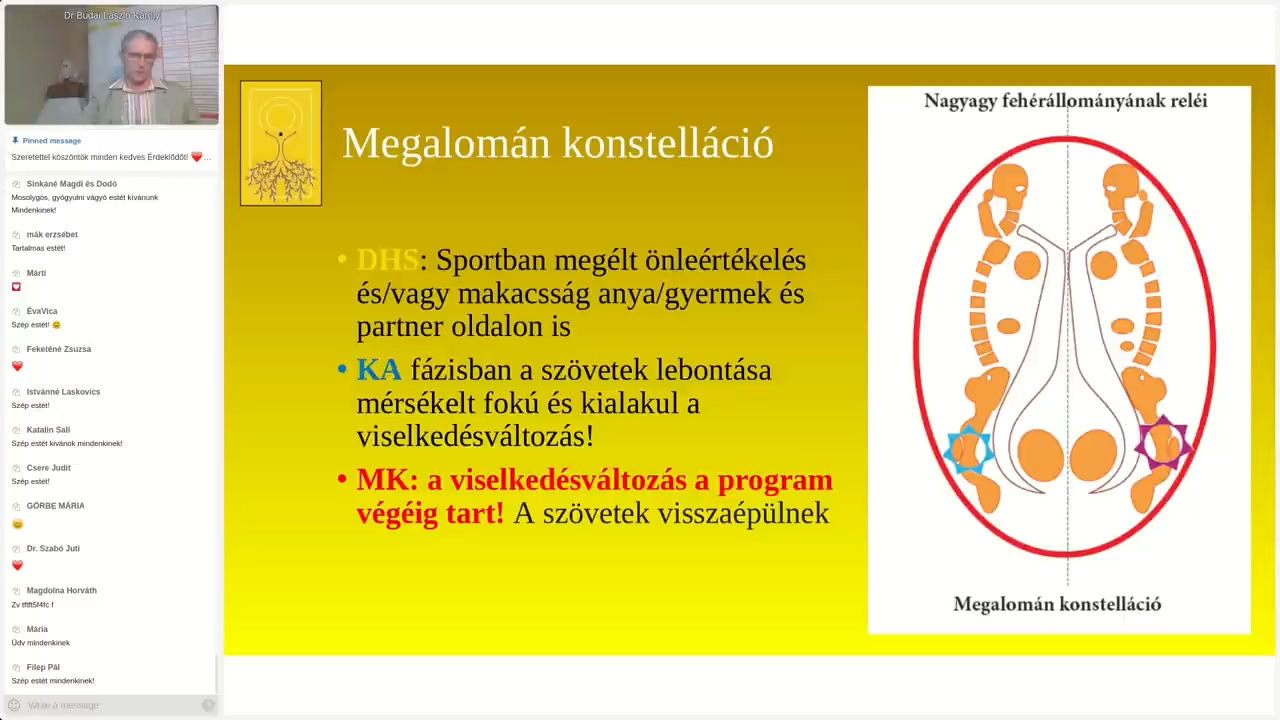 Dr Budai László Károly
Pinned message
Szeretettel köszöntök minden kedves Érdeklődőt! ❤️...
Sinkáné Magdi és Dodó
Mosolygós, gyógyulni vágyó estét kívánunk
Mindenkinek!
mák erzsébet
Tartalmas estét!
Márti
ÉvaVica
Szép estét! 😊
Feketéné Zsuzsa
❤️
Istvánné Laskovics
Szép estét!
Katalin Sali
Szép estét kívánok mindenkinek!
Csere Judit
Szép estét!
GÖRBE MÁRIA
Dr. Szabó Juti
❤️
Magdolna Horváth
Mária
Üdv mindenkinek
Filep Pál
Szép estét mindenkinek!
Write a message
Megalomán konstelláció
• DHS: Sportban megélt önleértékelés
és/vagy makacsság anya/gyermek és
partner oldalon is
• KA fázisban a szövetek lebontása
mérsékelt fokú és kialakul a
viselkedésváltozás!
• MK: a viselkedésváltozás a program
végéig tart! A szövetek visszaépülnek
Nagyagy fehérállományának reléi
Megalomán konstelláció